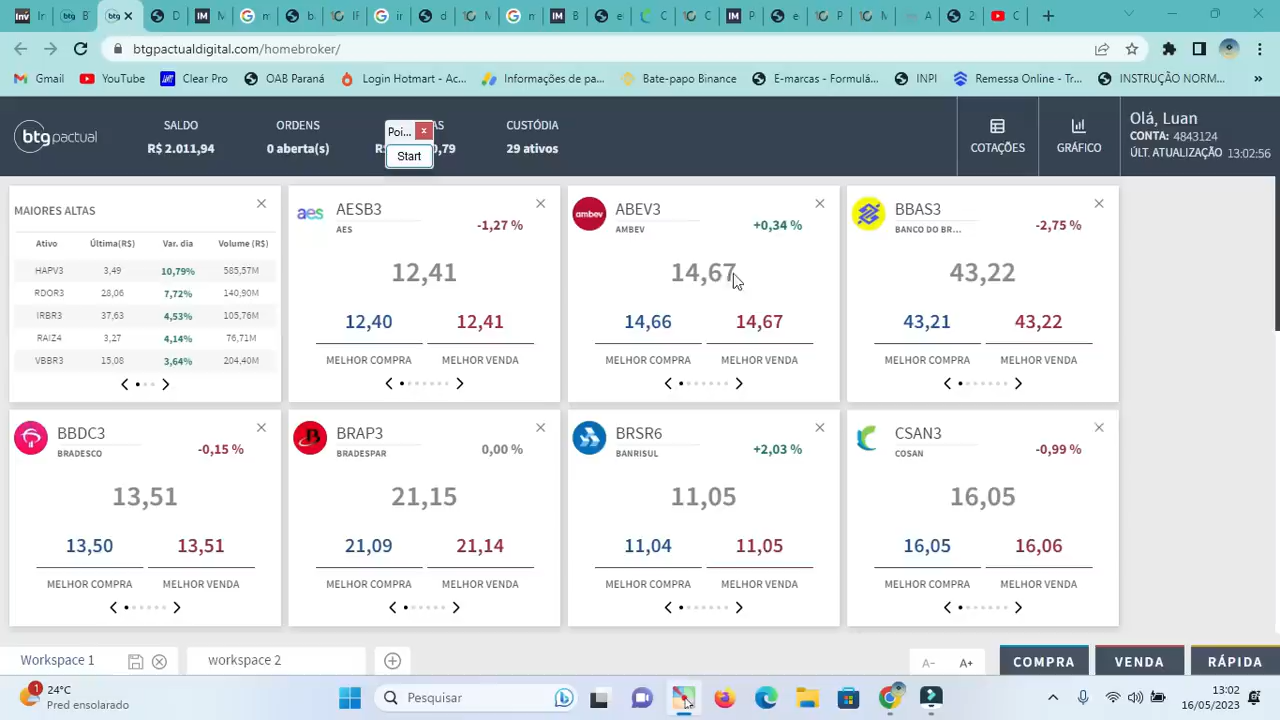 btgpactualdigital.com/homebroker/
Gmail YouTube Clear Pro OAB Paraná Login Hotmart - Ac... Informações de pa... Bate-papo Binance E-marcas - Formulá... INPI Remessa Online - Tr... INSTRUÇÃO NORM... »
btg pactual
SALDO
R$ 2.011,94
ORDENS
0 aberta(s)
Poi... x
Start
CUSTÓDIA
29 ativos
COTAÇÕES
GRÁFICO
Olá, Luan
CONTA: 4843124
ÚLT. ATUALIZAÇÃO 13:02:56
MAIORES ALTAS
Ativo Última(R$) Var. dia Volume (R$)
HAPV3 3,49 10,79% 585,57M
RDOR3 28,06 7,72% 140,90M
IRBR3 37,63 4,53% 105,76M
RAIZ4 3,27 4,14% 76,71M
VBBR3 15,08 3,64% 204,40M
aes
AESB3
AES
-1,27 %
12,41
12,40 12,41
MELHOR COMPRA MELHOR VENDA
ambev
ABEV3
AMBEV
+0,34 %
14,67
14,66 14,67
MELHOR COMPRA MELHOR VENDA
BBAS3
BANCO DO BR...
-2,75 %
43,22
43,21 43,22
MELHOR COMPRA MELHOR VENDA
BBDC3
BRADESCO
-0,15 %
13,51
13,50 13,51
MELHOR COMPRA MELHOR VENDA
BRAP3
BRADESPAR
0,00 %
21,15
21,09 21,14
MELHOR COMPRA MELHOR VENDA
BRSR6
BANRISUL
+2,03 %
11,05
11,04 11,05
MELHOR COMPRA MELHOR VENDA
CSAN3
COSAN
-0,99 %
16,05
16,05 16,06
MELHOR COMPRA MELHOR VENDA
Workspace 1 workspace 2
A- A+
COMPRA VENDA RÁPIDA
1
24°C
Pred ensolarado
Pesquisar
13:02
16/05/2023